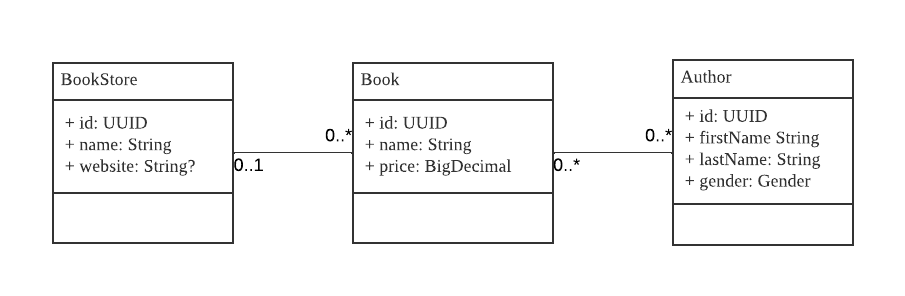 BookStore
+ id: UUID
+ name: String
+ website: String?
0..1
0..*
Book
+ id: UUID
+ name: String
+ price: BigDecimal
0..*
0..*
Author
+ id: UUID
+ firstName String
+ lastName: String
+ gender: Gender